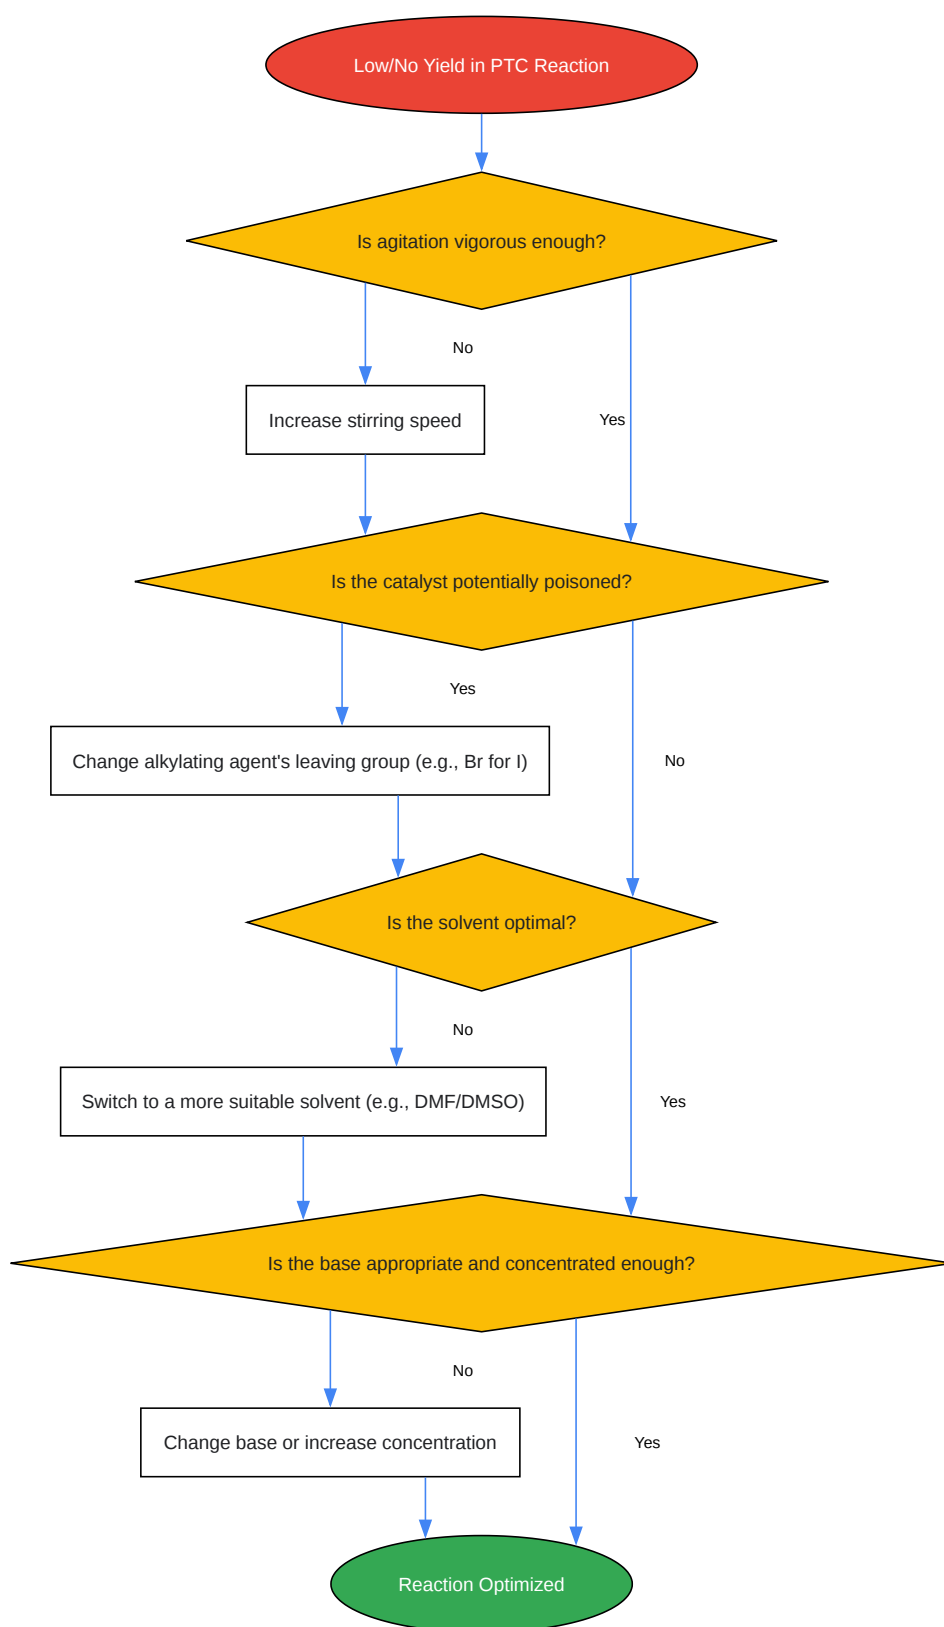 Low/No Yield in PTC Reaction
Is agitation vigorous enough?
No
Increase stirring speed
Yes
Is the catalyst potentially poisoned?
Yes
Change alkylating agent's leaving group (e.g., Br for I)
No
Is the solvent optimal?
No
Switch to a more suitable solvent (e.g., DMF/DMSO)
Yes
Is the base appropriate and concentrated enough?
No
Change base or increase concentration
Yes
Reaction Optimized